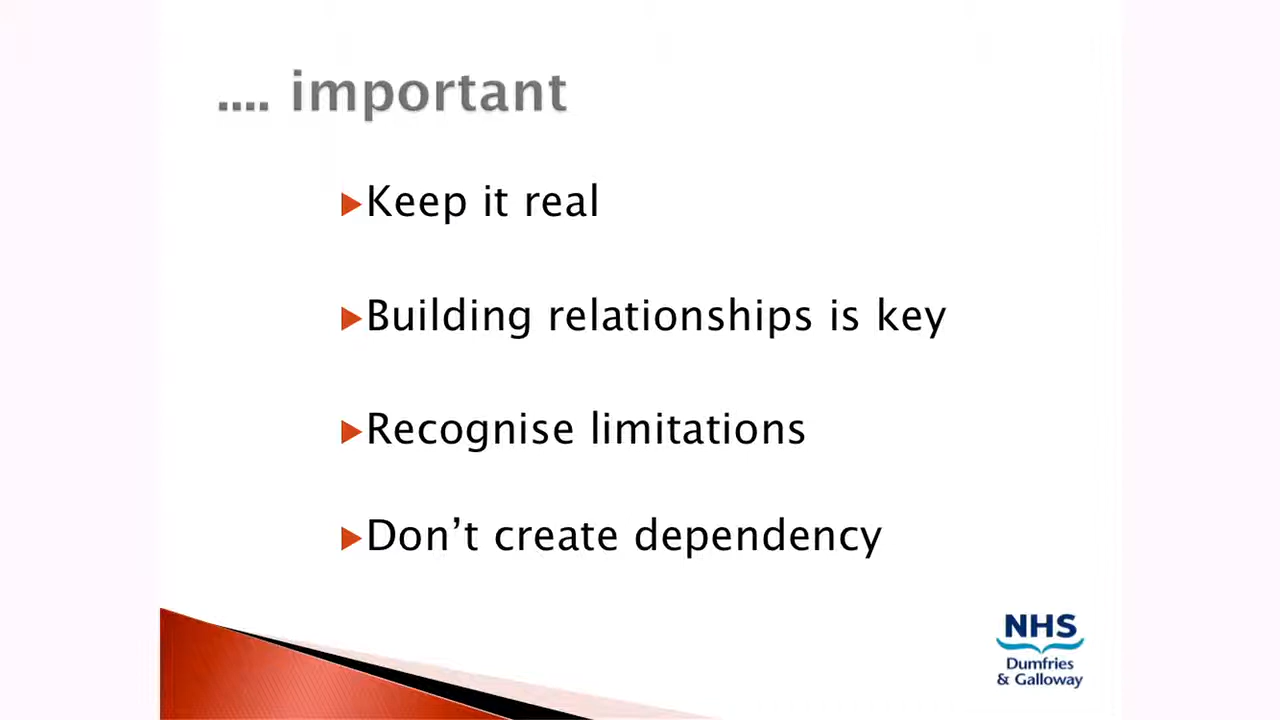 .... important
Keep it real
Building relationships is key
Recognise limitations
Don’t create dependency
NHS
Dumfries
& Galloway